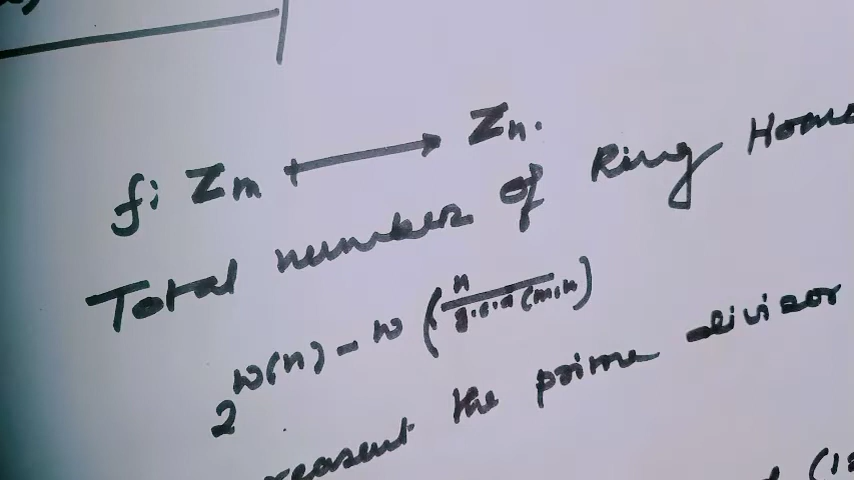 f: Zm ⟼ Zn.
Total number of Ring Homo
2^{w(n) - w (n/g.c.d (m,n))}
the prime divisor